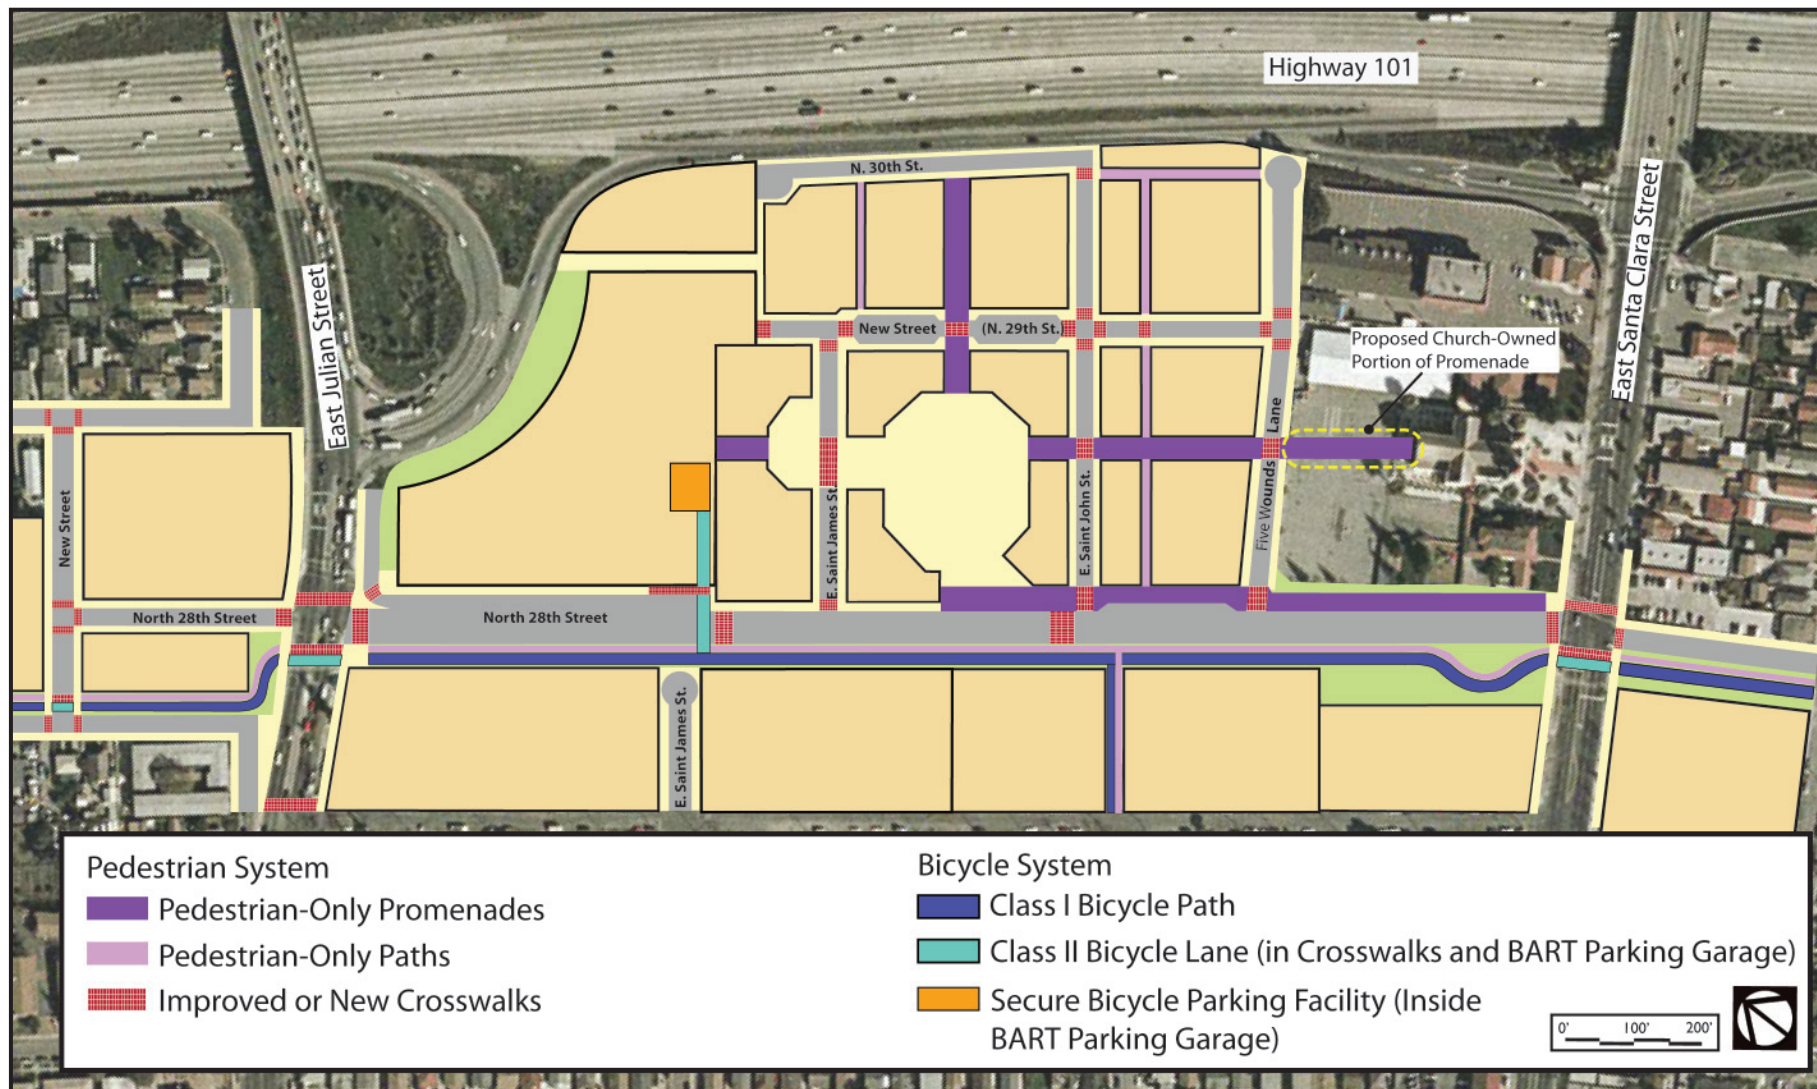 Highway 101
N. 30th St.
East Julian Street
East Santa Clara Street
New Street
(N. 29th St.)
Proposed Church-Owned
Portion of Promenade
Five Wounds Lane
New Street
E. Saint James St.
E. Saint John St.
North 28th Street
North 28th Street
E. Saint James St.
Pedestrian System
Pedestrian-Only Promenades
Pedestrian-Only Paths
Improved or New Crosswalks
Bicycle System
Class I Bicycle Path
Class II Bicycle Lane (in Crosswalks and BART Parking Garage)
Secure Bicycle Parking Facility (Inside
BART Parking Garage)
0' 100' 200'